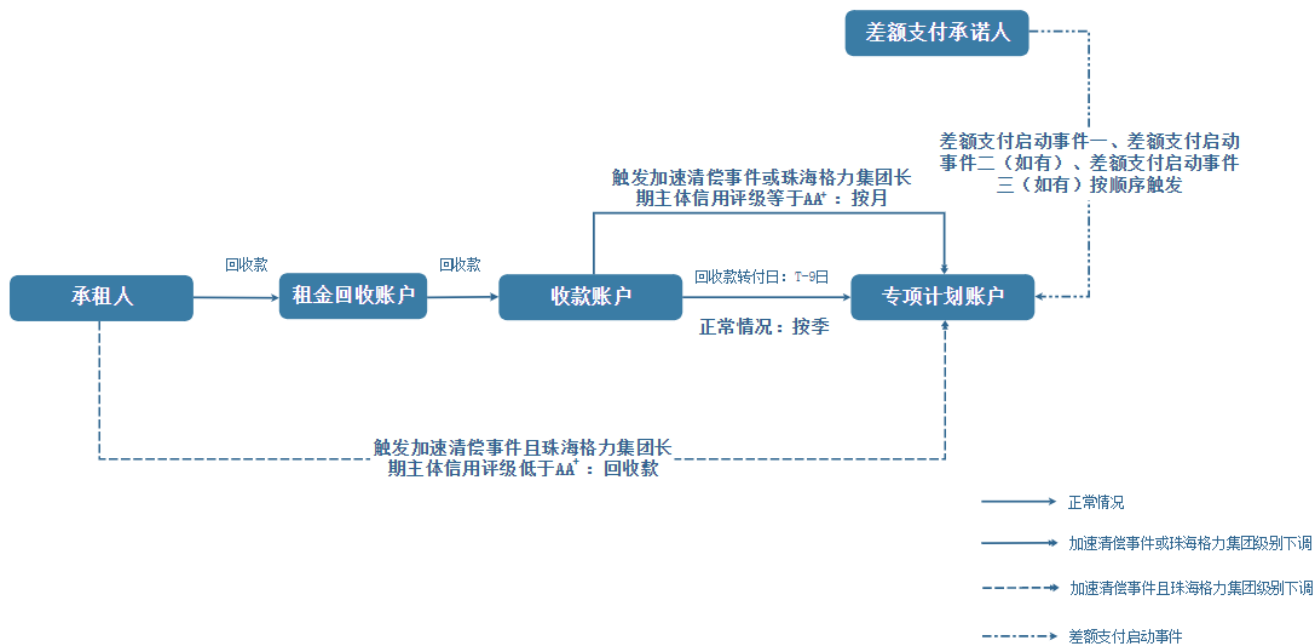 差额支付承诺人
差额支付启动事件一、差额支付启动
事件二（如有）、差额支付启动事件
三（如有）按顺序触发
触发加速清偿事件或珠海格力集团长
期主体信用评级等于AA⁺：按月
回收款
回收款
回收款转付日：T-9日
承租人
租金回收账户
收款账户
专项计划账户
正常情况：按季
触发加速清偿事件且珠海格力集团长
期主体信用评级低于AA⁺：回收款
正常情况
加速清偿事件或珠海格力集团级别下调
加速清偿事件且珠海格力集团级别下调
差额支付启动事件